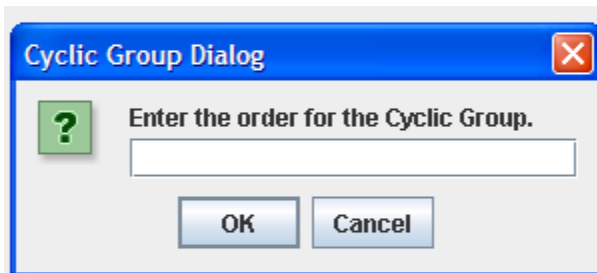 Cyclic Group Dialog
?
Enter the order for the Cyclic Group.
OK
Cancel